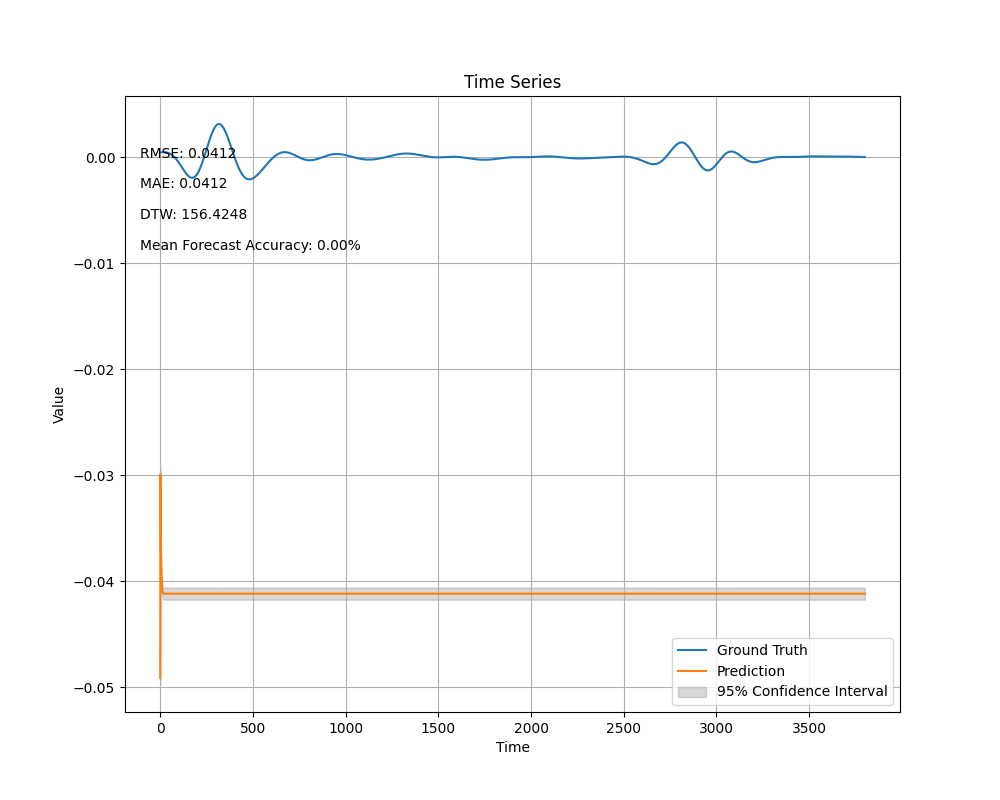 Time Series
RMSE: 0.0412
MAE: 0.0412
DTW: 156.4248
Mean Forecast Accuracy: 0.00%
0.00
−0.01
−0.02
−0.03
−0.04
−0.05
Value
Ground Truth
Prediction
95% Confidence Interval
0 500 1000 1500 2000 2500 3000 3500
Time